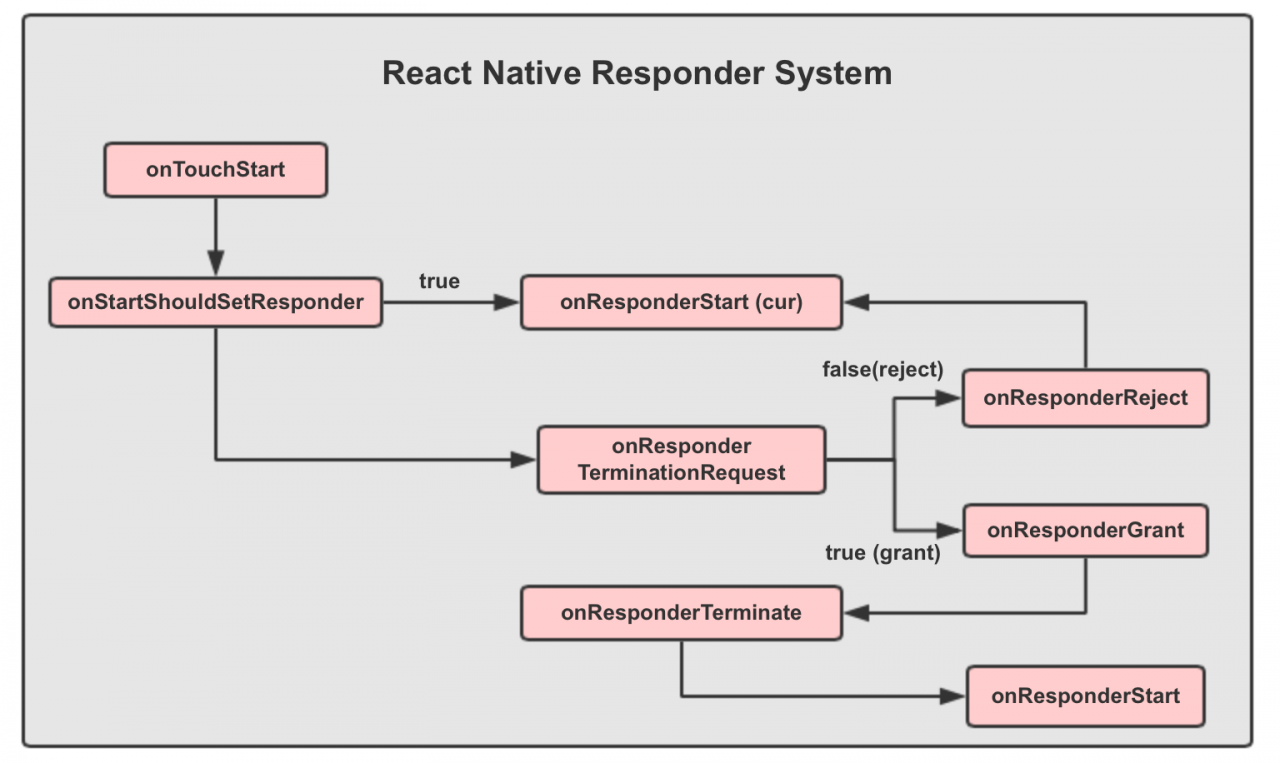 React Native Responder System
onTouchStart
onStartShouldSetResponder
true
onResponderStart (cur)
false(reject)
onResponderReject
onResponder
TerminationRequest
onResponderGrant
true (grant)
onResponderTerminate
onResponderStart